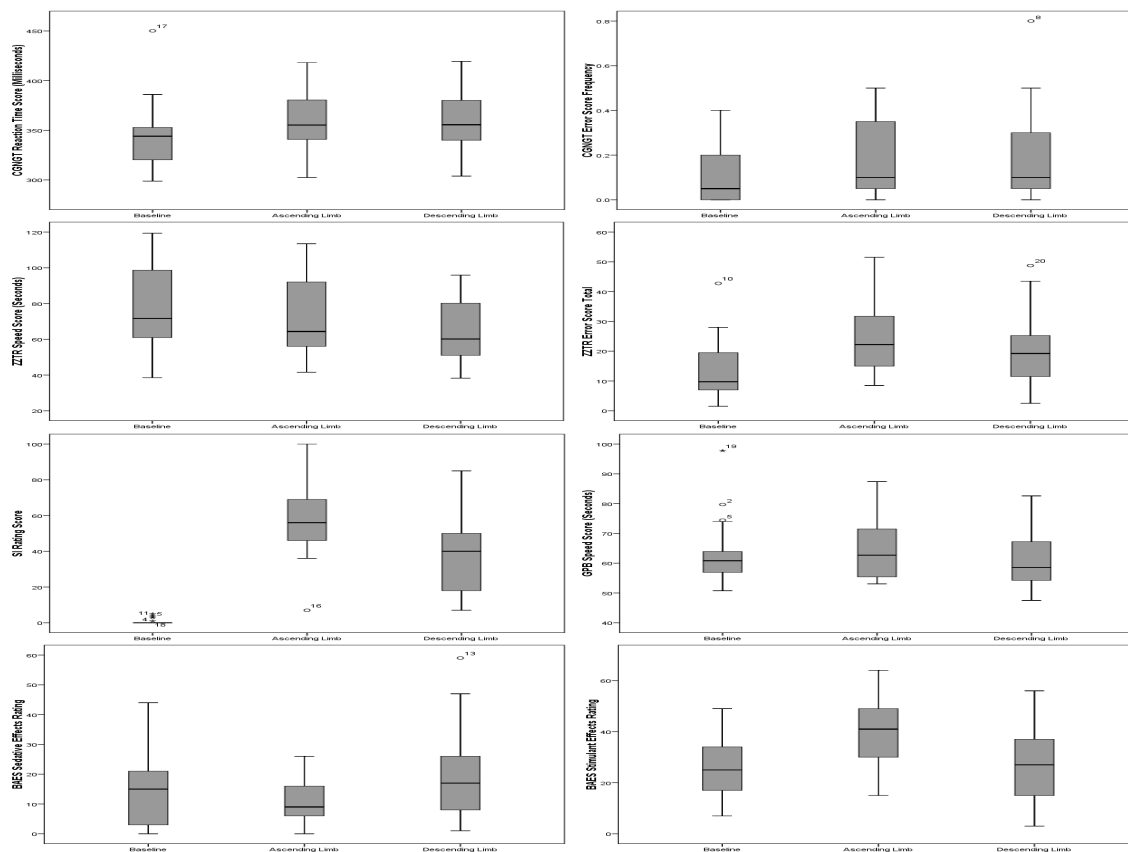 CGNGT Reaction Time Score (Milliseconds)
450
400
350
300
17
Baseline
Ascending Limb
Descending Limb
CGNGT Error Score Frequency
0.8
0.6
0.4
0.2
0.0
8
Baseline
Ascending Limb
Descending Limb
ZZTR Speed Score (Seconds)
120
100
80
60
40
20
Baseline
Ascending Limb
Descending Limb
ZZTR Error Score Total
60
50
40
30
20
10
0
10
20
Baseline
Ascending Limb
Descending Limb
SI Rating Score
100
80
60
40
20
0
11
5
4
18
16
Baseline
Ascending Limb
Descending Limb
GPB Speed Score (Seconds)
100
90
80
70
60
50
40
19
2
5
Baseline
Ascending Limb
Descending Limb
BAES Sedative Effects Rating
60
50
40
30
20
10
0
13
Baseline
Ascending Limb
Descending Limb
BAES Stimulant Effects Rating
60
40
20
0
Baseline
Ascending Limb
Descending Limb